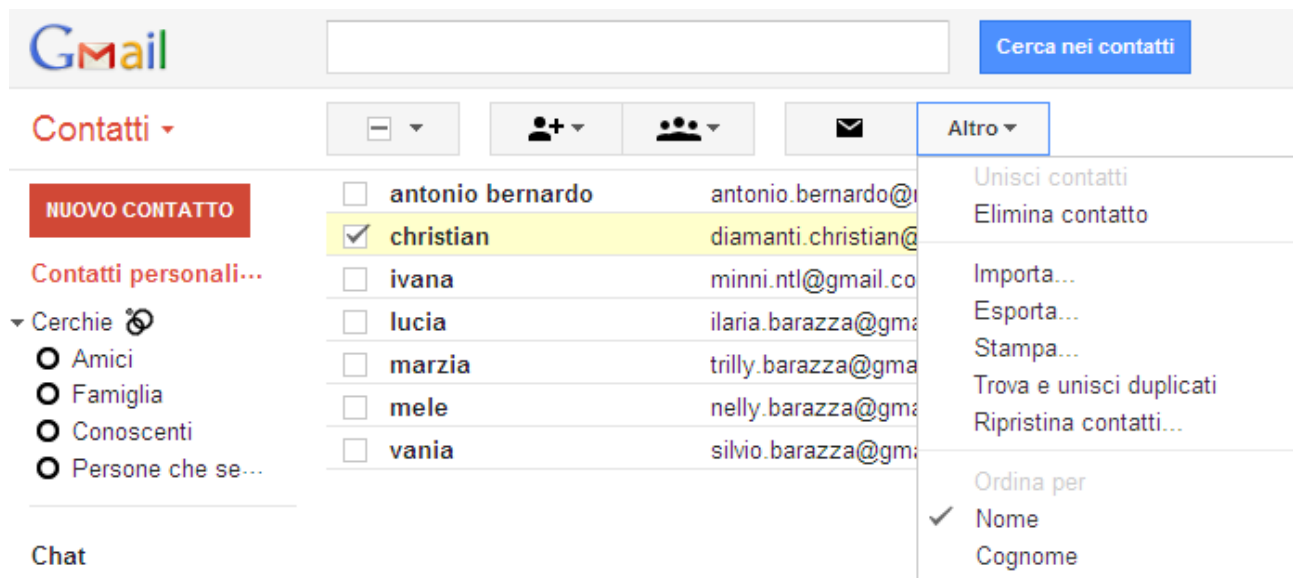 Gmail
Cerca nei contatti
Contatti
Altro
NUOVO CONTATTO
Contatti personali...
Cerchie
Amici
Famiglia
Conoscenti
Persone che se...
Chat
antonio bernardo antonio.bernardo@
christian diamanti.christian@
ivana minni.ntl@gmail.co
lucia ilaria.barazza@gma
marzia trilly.barazza@gma
mele nelly.barazza@gma
vania silvio.barazza@gma
Unisci contatti
Elimina contatto
Importa...
Esporta...
Stampa...
Trova e unisci duplicati
Ripristina contatti...
Ordina per
Nome
Cognome